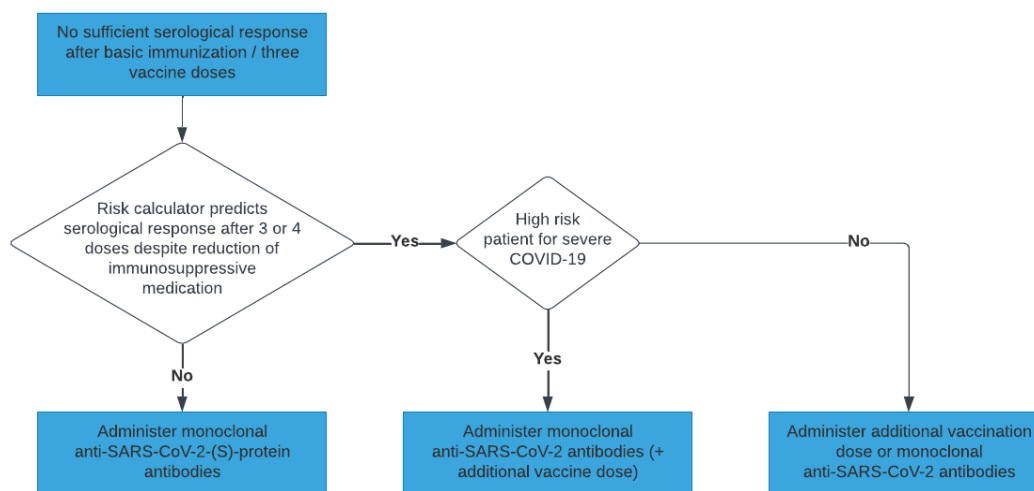 No sufficient serological response
after basic immunization / three
vaccine doses
Risk calculator predicts
serological response after 3 or 4
doses despite reduction of
immunosuppressive
medication
Yes
High risk
patient for severe
COVID-19
No
No
Yes
Administer monoclonal
anti-SARS-CoV-2-(S)-protein
antibodies
Administer monoclonal
anti-SARS-CoV-2 antibodies (+
additional vaccine dose)
Administer additional vaccination
dose or monoclonal
anti-SARS-CoV-2 antibodies